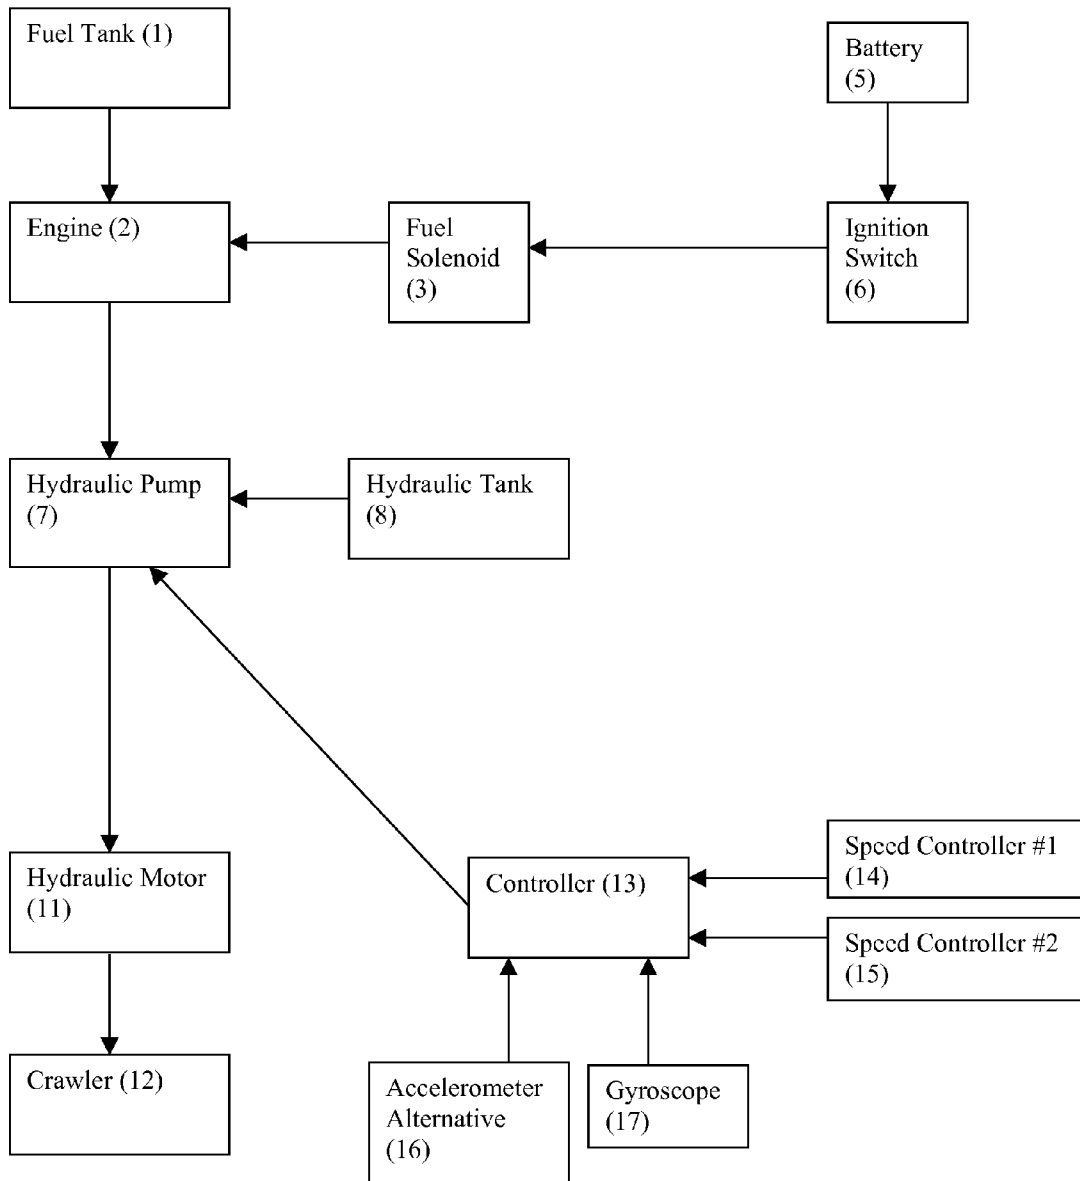 Fuel Tank (1)
Battery
(5)
Engine (2)
Fuel
Solenoid
(3)
Ignition
Switch
(6)
Hydraulic Pump
(7)
Hydraulic Tank
(8)
Hydraulic Motor
(11)
Controller (13)
Speed Controller #1
(14)
Speed Controller #2
(15)
Crawler (12)
Accelerometer
Alternative
(16)
Gyroscope
(17)